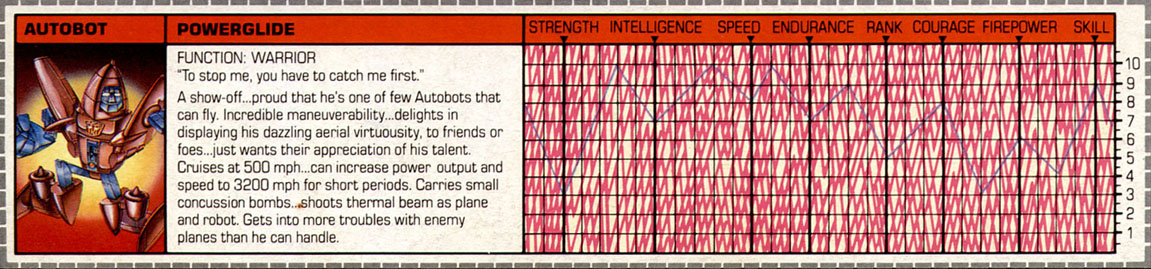 AUTOBOT
POWERGLIDE
STRENGTH INTELLIGENCE SPEED ENDURANCE RANK COURAGE FIREPOWER SKILL
FUNCTION: WARRIOR
"To stop me, you have to catch me first."
A show-off...proud that he's one of few Autobots that
can fly. Incredible maneuverability...delights in
displaying his dazzling aerial virtuousity, to friends or
foes...just wants their appreciation of his talent.
Cruises at 500 mph...can increase power output and
speed to 3200 mph for short periods. Carries small
concussion bombs...shoots thermal beam as plane
and robot. Gets into more troubles with enemy
planes than he can handle.
10
9
8
7
6
5
4
3
2
1